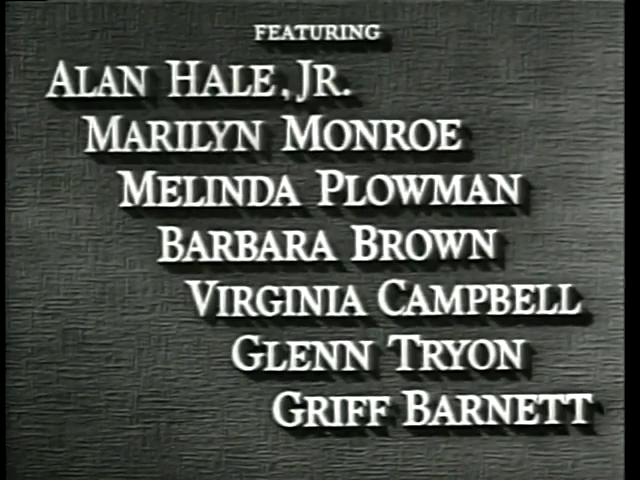 FEATURING
ALAN HALE, JR.
MARILYN MONROE
MELINDA PLOWMAN
BARBARA BROWN
VIRGINIA CAMPBELL
GLENN TRYON
GRIFF BARNETT